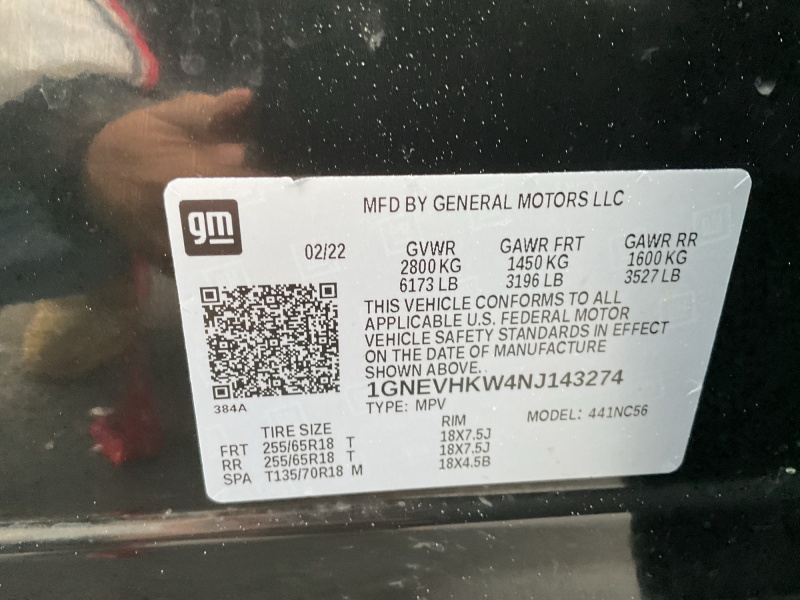 gm
MFD BY GENERAL MOTORS LLC
02/22 GVWR GAWR FRT GAWR RR
2800 KG 1450 KG 1600 KG
6173 LB 3196 LB 3527 LB
THIS VEHICLE CONFORMS TO ALL
APPLICABLE U.S. FEDERAL MOTOR
VEHICLE SAFETY STANDARDS IN EFFECT
ON THE DATE OF MANUFACTURE
SHOWN ABOVE.
1GNEVHKW4NJ143274
384A
TYPE: MPV MODEL: 441NC56
TIRE SIZE RIM
FRT 255/65R18 T 18X7.5J
RR 255/65R18 T 18X7.5J
SPA T135/70R18 M 18X4.5B